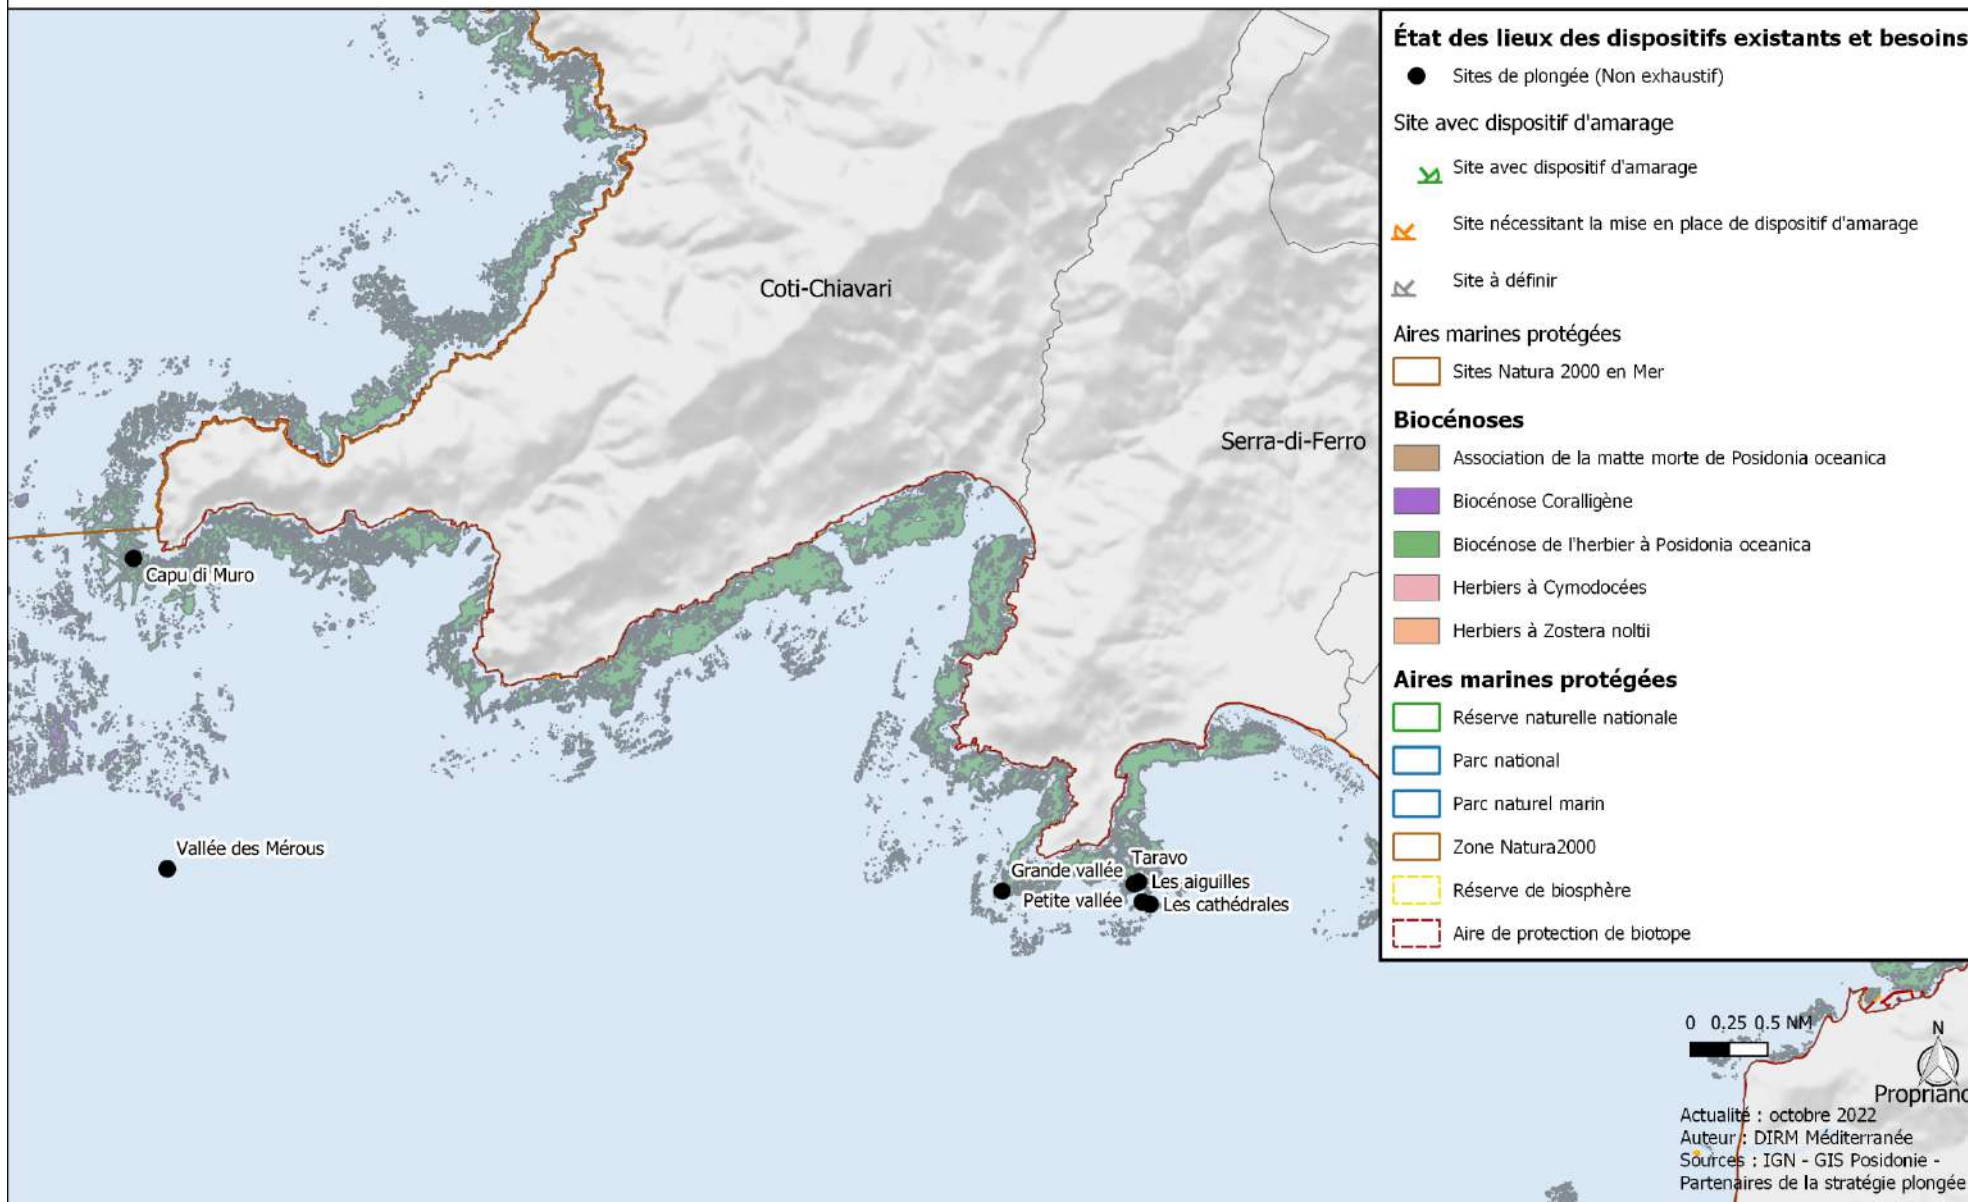 État des lieux des dispositifs existants et besoins
Sites de plongée (Non exhaustif)
Site avec dispositif d'amarage
Site avec dispositif d'amarage
Site nécessitant la mise en place de dispositif d'amarage
Site à définir
Aires marines protégées
Sites Natura 2000 en Mer
Biocénoses
Association de la matte morte de Posidonia oceanica
Biocénose Coralligène
Biocénose de l'herbier à Posidonia oceanica
Herbiers à Cymodocées
Herbiers à Zostera noltii
Aires marines protégées
Réserve naturelle nationale
Parc national
Parc naturel marin
Zone Natura2000
Réserve de biosphère
Aire de protection de biotope
Coti-Chiavari
Serra-di-Ferro
Capu di Muro
Vallée des Mérous
Taravo
Grande vallée
Les aiguilles
Petite vallée
Les cathédrales
0 0.25 0.5 NM
N
Propriano
Actualité : octobre 2022
Auteur : DIRM Méditerranée
Sources : IGN - GIS Posidonie -
Partenaires de la stratégie plongée